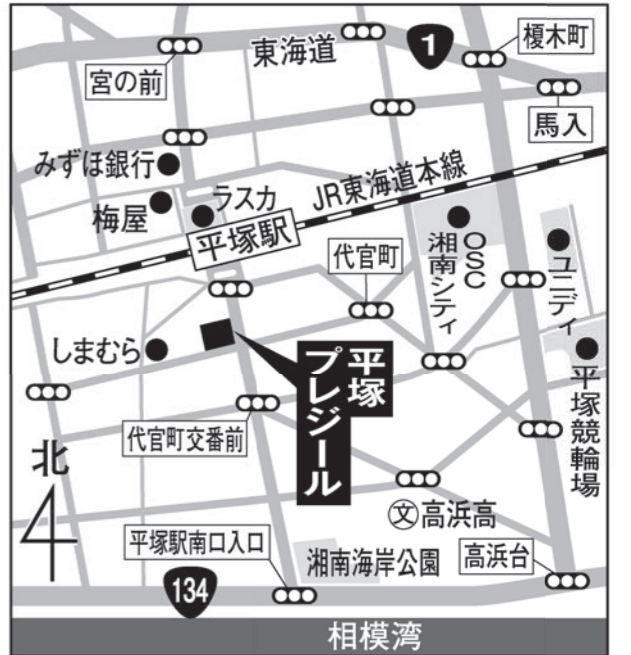 東海道
1
榎木町
宮の前
馬入
みずほ銀行
梅屋
ラスカ
JR東海道本線
平塚駅
代官町
OSC
湘南シティ
ユニディ
しまむら
平塚
プレジール
平塚競輪場
代官町交番前
北
文
高浜高
平塚駅南口入口
湘南海岸公園
高浜台
134
相模湾